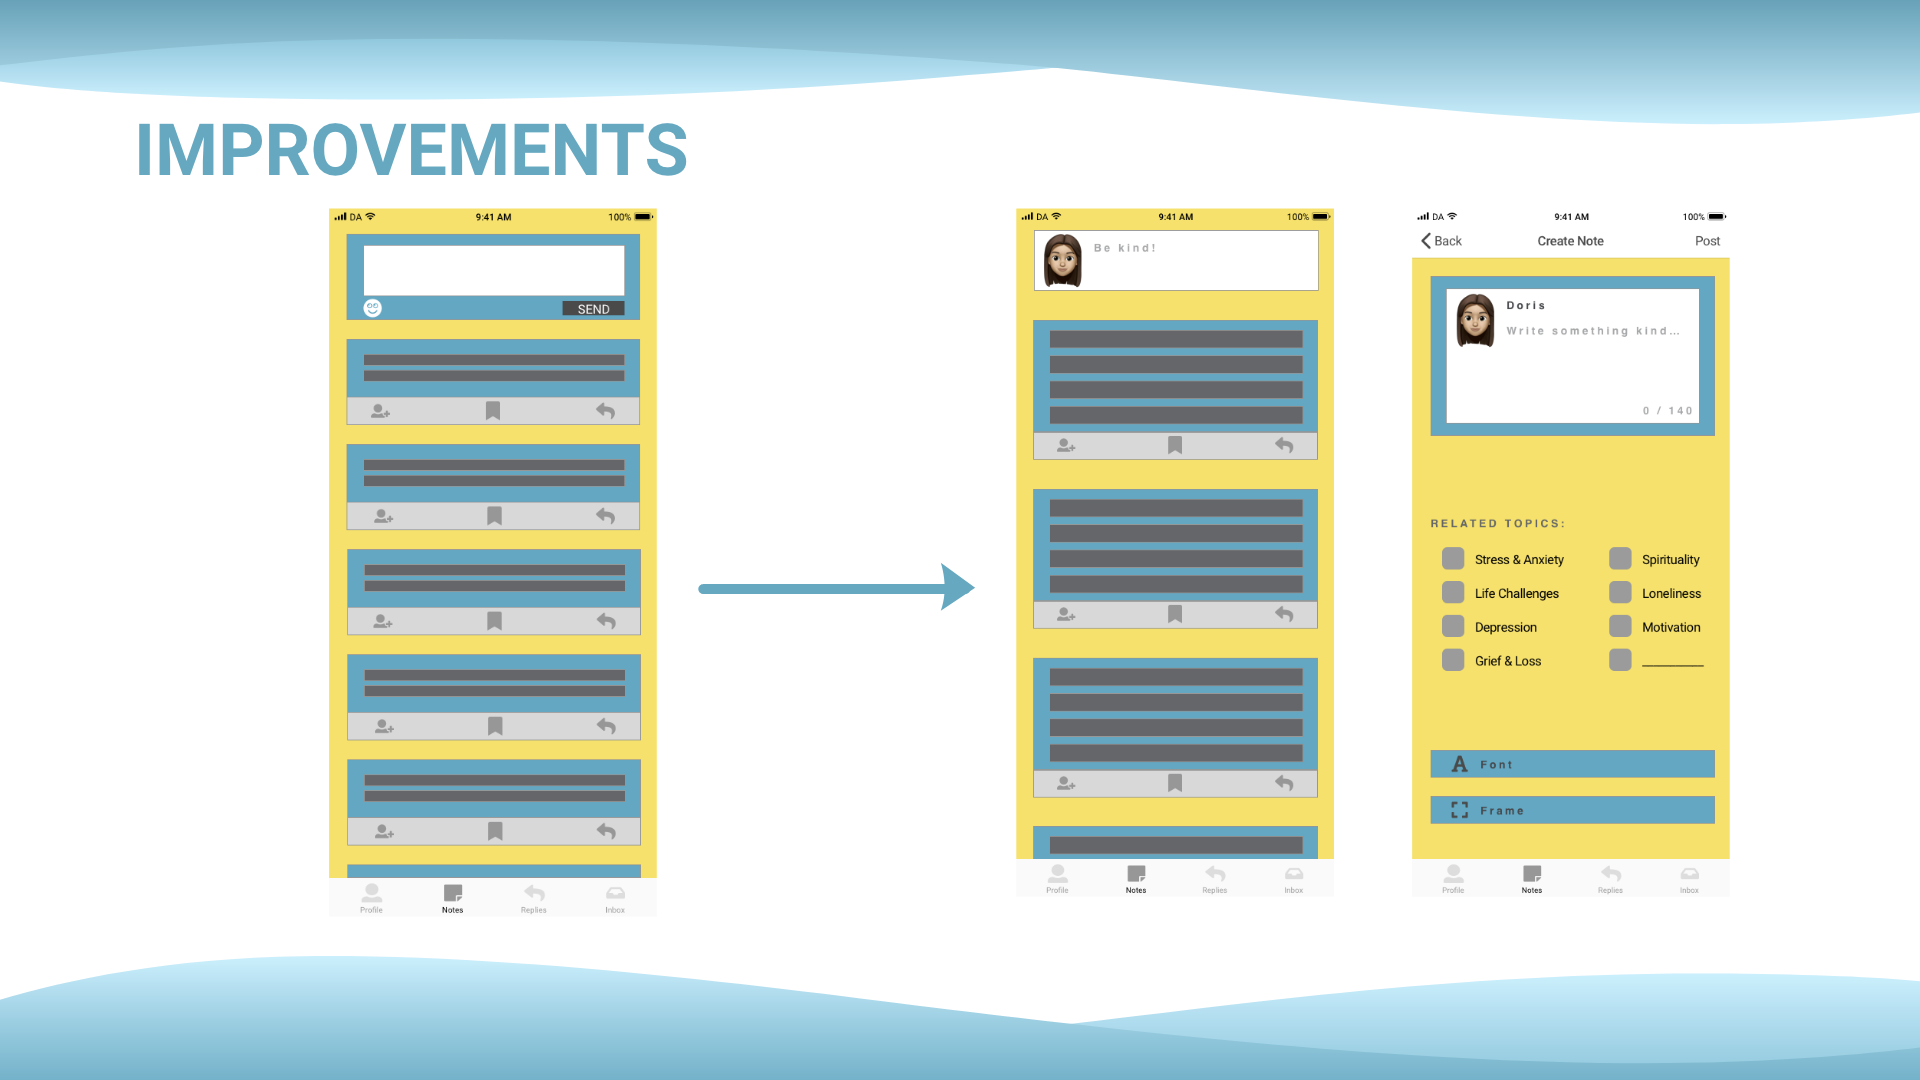 IMPROVEMENTS
DA 9:41 AM 100%
SEND
Profile Notes Replies Inbox
DA 9:41 AM 100%
Be kind!
Profile Notes Replies Inbox
DA 9:41 AM 100%
Back Create Note Post
Doris
Write something kind...
0 / 140
RELATED TOPICS:
Stress & Anxiety Spirituality
Life Challenges Loneliness
Depression Motivation
Grief & Loss _________
A Font
Frame
Profile Notes Replies Inbox